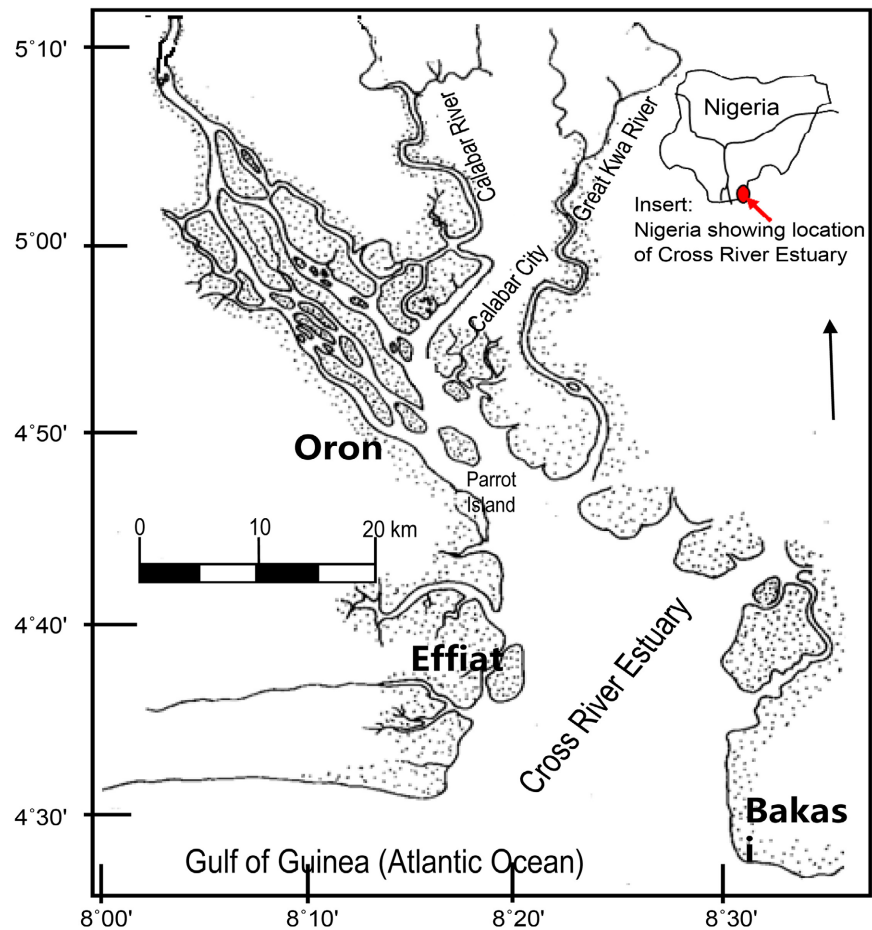 5˚10'
Calabar River
Great Kwa River
Nigeria
Insert:
Nigeria showing location
of Cross River Estuary
5˚00'
Calabar City
4˚50'
Oron
Parrot
Island
0
10
20 km
4˚40'
Effiat
Cross River Estuary
4˚30'
Bakas
i
Gulf of Guinea (Atlantic Ocean)
8˚00'
8˚10'
8˚20'
8˚30'